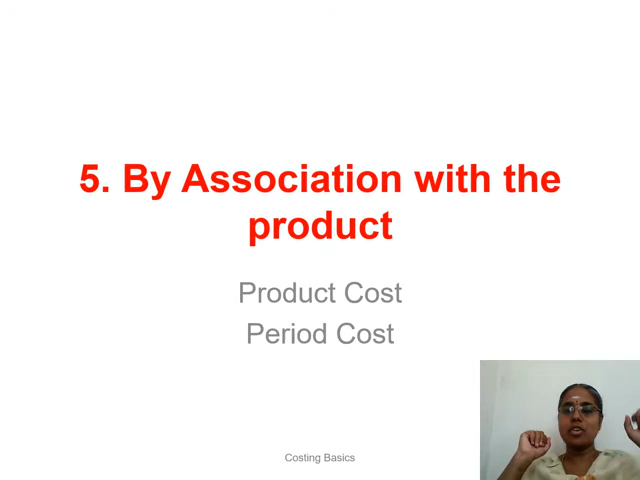 5. By Association with the
product
Product Cost
Period Cost
Costing Basics